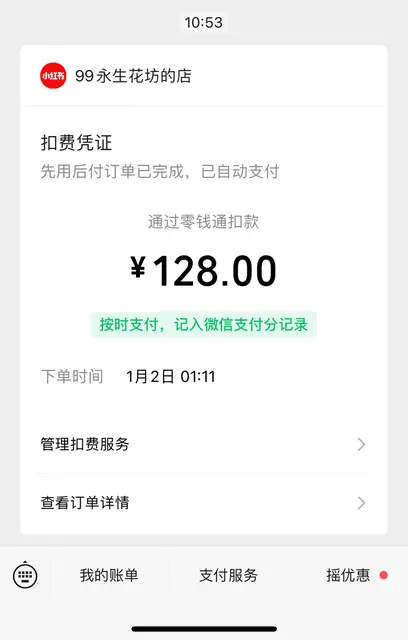 10:53
小红书
99永生花坊的店
扣费凭证
先用后付订单已完成，已自动支付
通过零钱通扣款
¥128.00
按时支付，记入微信支付分记录
下单时间 1月2日 01:11
管理扣费服务
查看订单详情
我的账单 支付服务 摇优惠